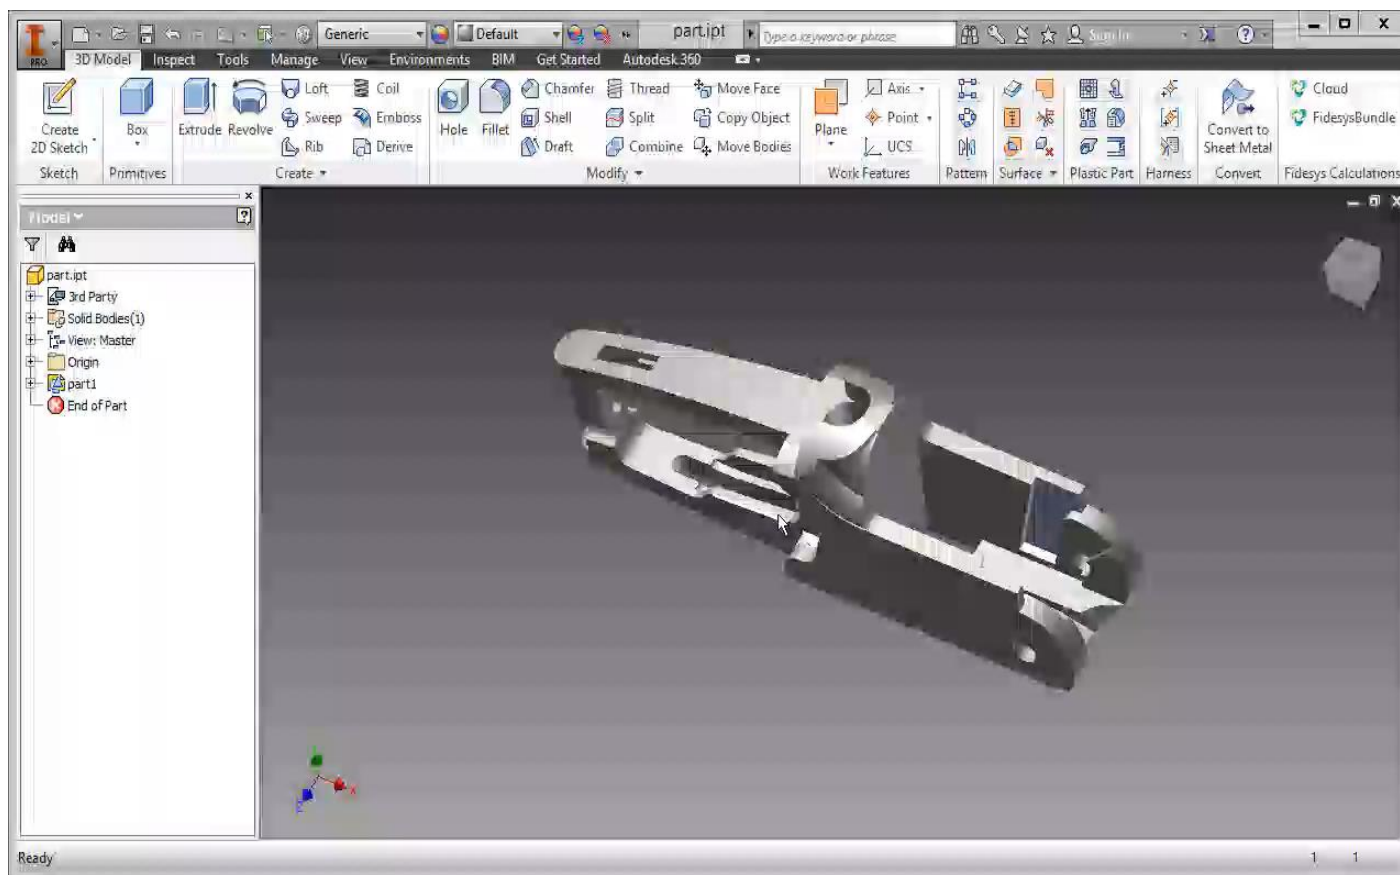 Generic Default part.ipt Type a keyword or phrase Sign In
PRO 3D Model Inspect Tools Manage View Environments BIM Get Started Autodesk 360
Loft Coil Chamfer Thread Move Face Axis Cloud
Create 2D Sketch Box Extrude Revolve Sweep Emboss Hole Fillet Shell Split Copy Object Plane Point Convert to Sheet Metal FidesysBundle
Rib Derive Draft Combine Move Bodies UCS
Sketch Primitives Create Modify Work Features Pattern Surface Plastic Part Harness Convert Fidesys Calculations
Model
part.ipt
3rd Party
Solid Bodies(1)
View: Master
Origin
part1
End of Part
x
Ready 1 1